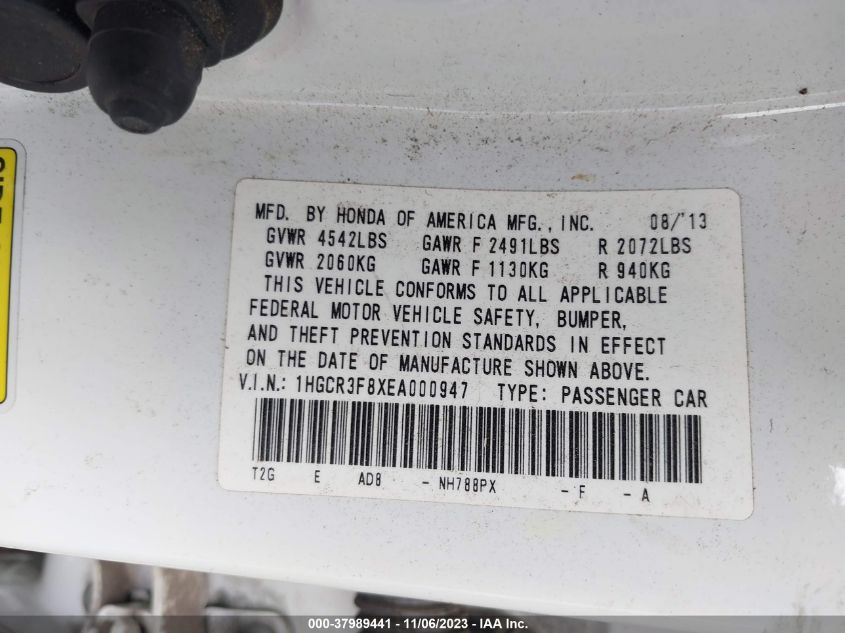 MFD. BY HONDA OF AMERICA MFG., INC. 08/'13
GVWR 4542LBS GAWR F 2491LBS R 2072LBS
GVWR 2060KG GAWR F 1130KG R 940KG
THIS VEHICLE CONFORMS TO ALL APPLICABLE
FEDERAL MOTOR VEHICLE SAFETY, BUMPER,
AND THEFT PREVENTION STANDARDS IN EFFECT
ON THE DATE OF MANUFACTURE SHOWN ABOVE.
V.I.N.: 1HGCR3F8XEA000947 TYPE: PASSENGER CAR
T2G E AD8 - NH788PX - F - A
000-37989441 - 11/06/2023 - IAA Inc.